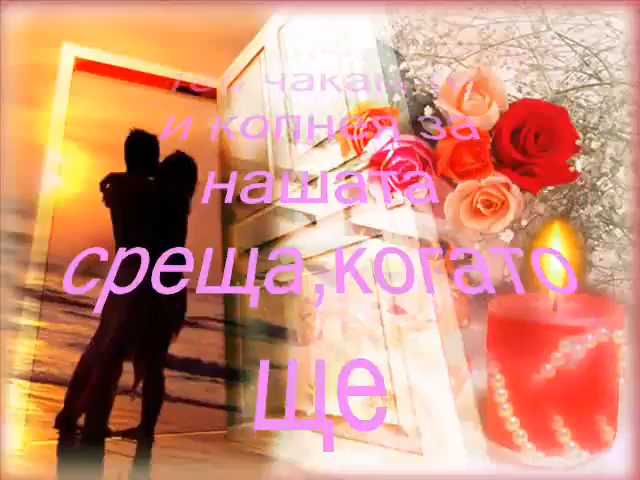 чакам
и копнея за
нашата
среща,когато
ще